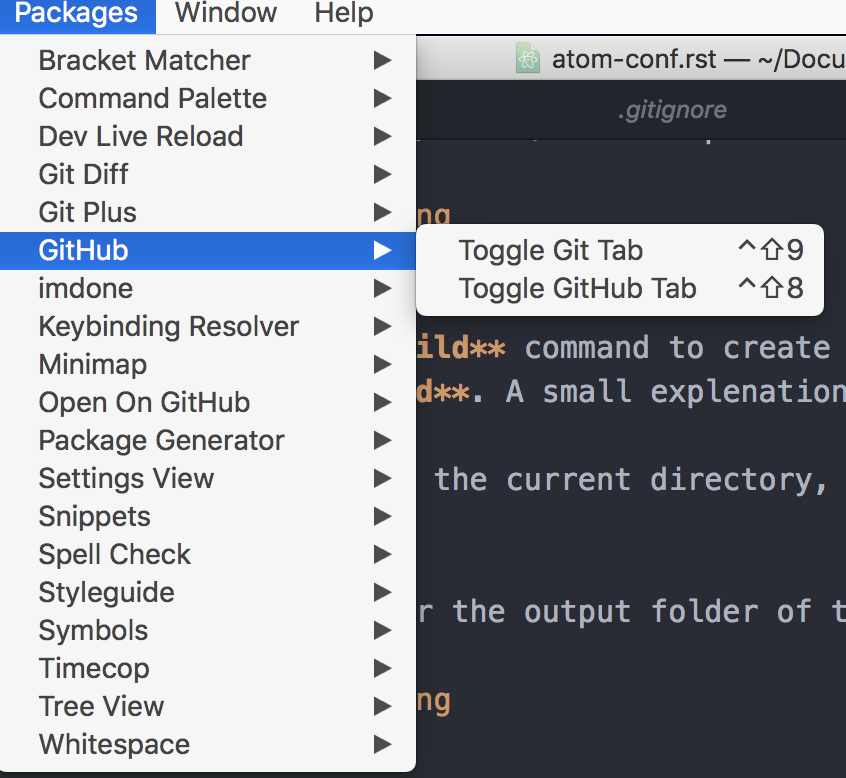 Packages Window Help
atom-conf.rst — ~/Docu
.gitignore
Bracket Matcher
Command Palette
Dev Live Reload
Git Diff
Git Plus
GitHub
Toggle Git Tab ^⇧9
Toggle GitHub Tab ^⇧8
imdone
Keybinding Resolver
Minimap
Open On GitHub
Package Generator
Settings View
Snippets
Spell Check
Styleguide
Symbols
Timecop
Tree View
Whitespace
ng
ild** command to create
d**. A small explenation
the current directory,
r the output folder of t
ng